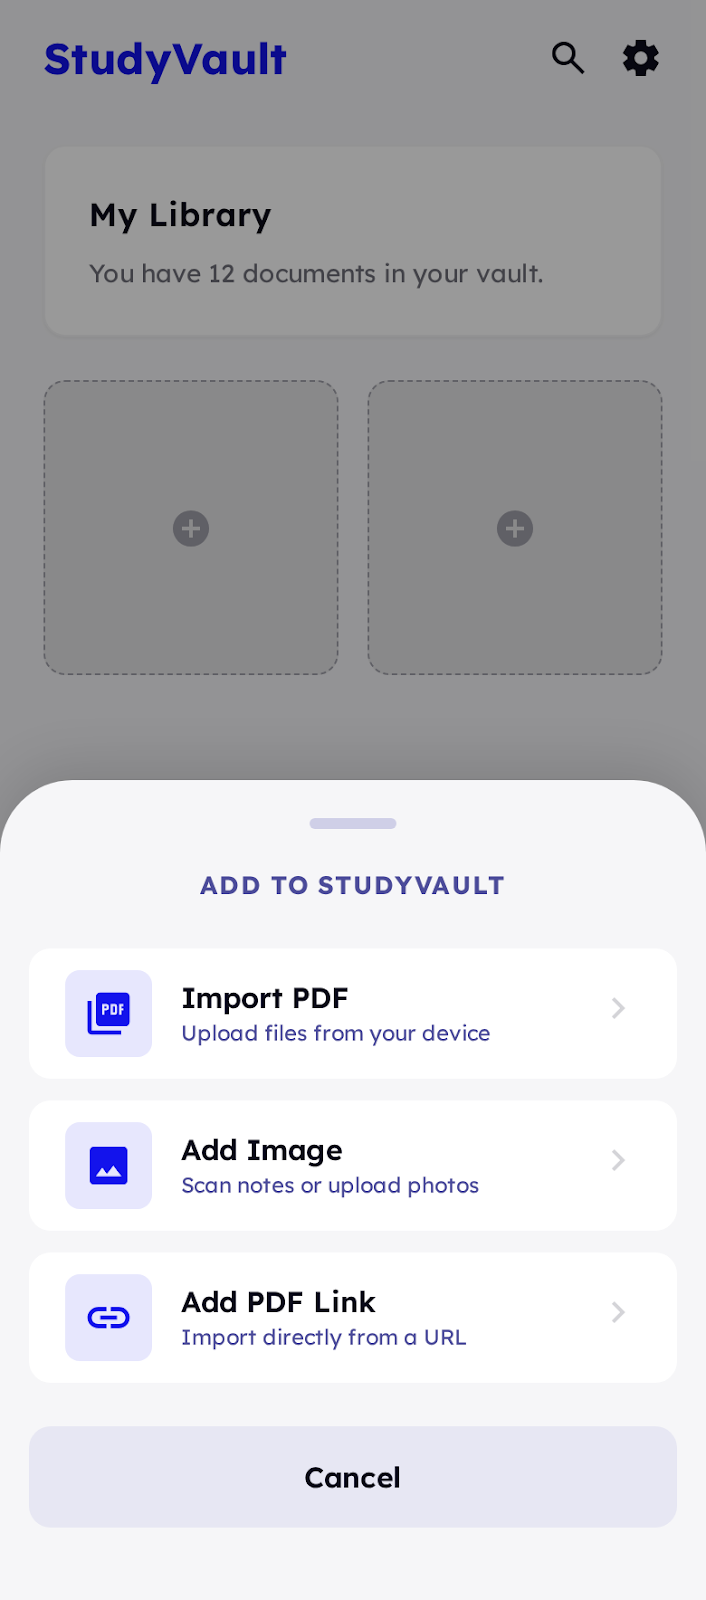 StudyVault
My Library
You have 12 documents in your vault.
ADD TO STUDYVAULT
PDF
Import PDF
Upload files from your device
Add Image
Scan notes or upload photos
Add PDF Link
Import directly from a URL
Cancel